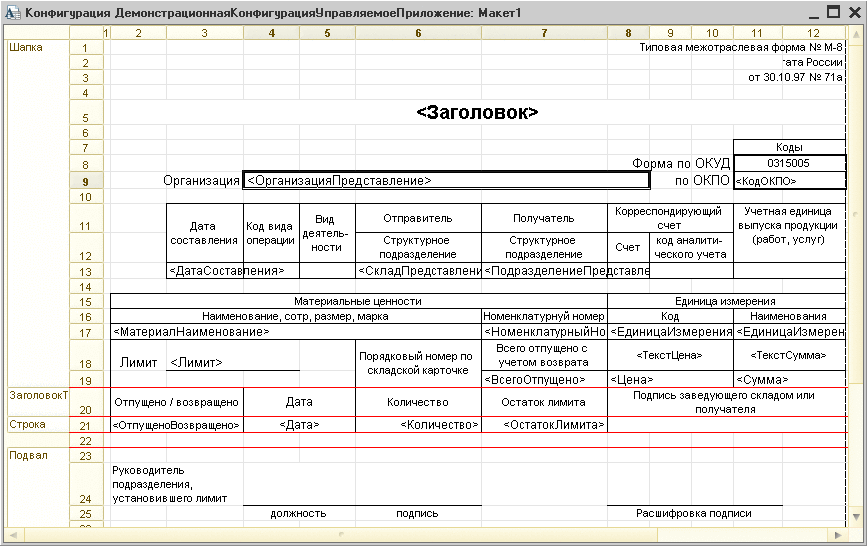 Конфигурация ДемонстрационнаяКонфигурацияУправляемоеПриложение: Макет1
1 2 3 4 5 6 7 8 9 10 11 12
Шапка 1 Типовая межотраслевая форма № М-8
2 тата России
3 от 30.10.97 № 71а
4
5 <Заголовок>
6
7 Коды
8 Форма по ОКУД 0315005
9 Организация <ОрганизацияПредставление> по ОКПО <КодОКПО>
10
11 Дата составления Код вида операции Вид деятель-ности Отправитель Получатель Корреспондирующий счет Учетная единица выпуска продукции (работ, услуг)
12 Структурное подразделение Структурное подразделение Счет код аналити-ческого учета
13 <ДатаСоставления> <СкладПредставлени <ПодразделениеПредставле
14
15 Материальные ценности Единица измерения
16 Наименование, сотр, размер, марка Номенклатурнуй номер Код Наименования
17 <МатериалНаименование> <НоменклатурныйНо <ЕдиницаИзмерения <ЕдиницаИзмерен
18 Лимит <Лимит> Порядковый номер по складской карточке Всего отпущено с учетом возврата <ТекстЦена> <ТекстСумма>
19 <ВсегоОтпущено> <Цена> <Сумма>
ЗаголовокТ 20 Отпущено / возвращено Дата Количество Остаток лимита Подпись заведующего складом или получателя
Строка 21 <ОтпущеноВозвращено> <Дата> <Количество> <ОстатокЛимита>
22
Подвал 23
24 Руководитель подразделения, установившего лимит
25 должность подпись Расшифровка подписи